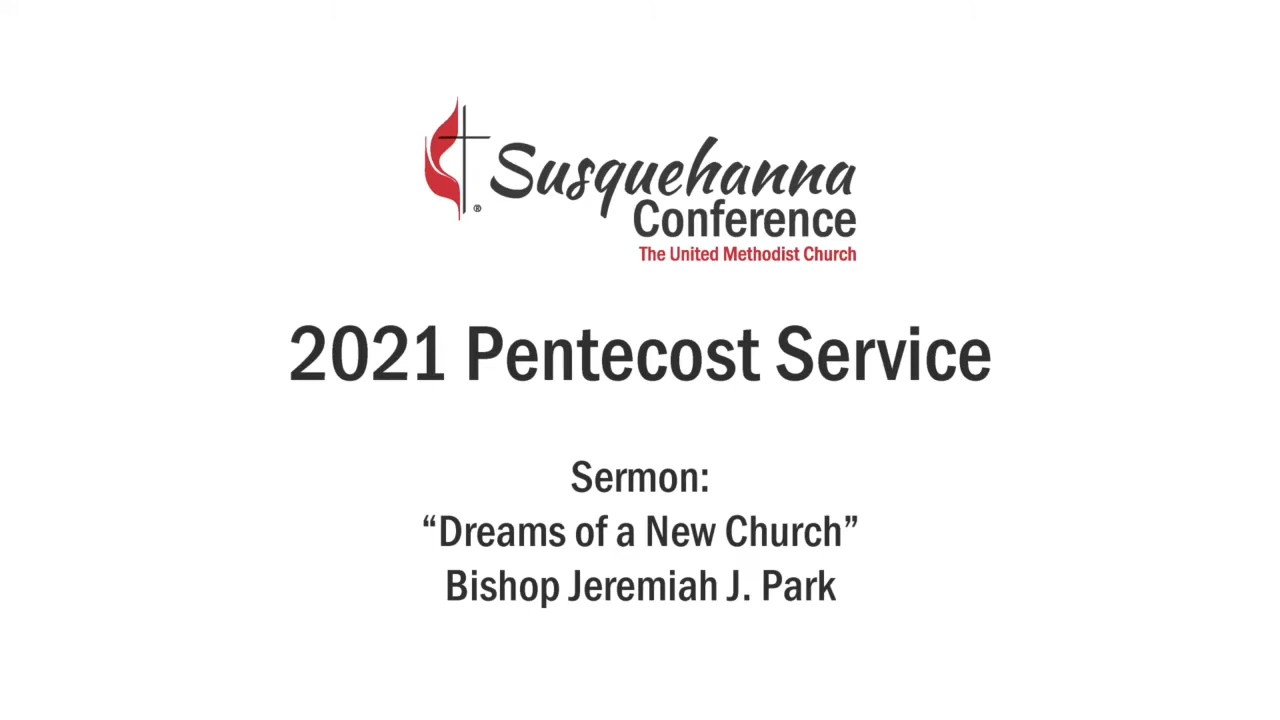 Susquehanna
®
Conference
The United Methodist Church
2021 Pentecost Service
Sermon:
“Dreams of a New Church”
Bishop Jeremiah J. Park